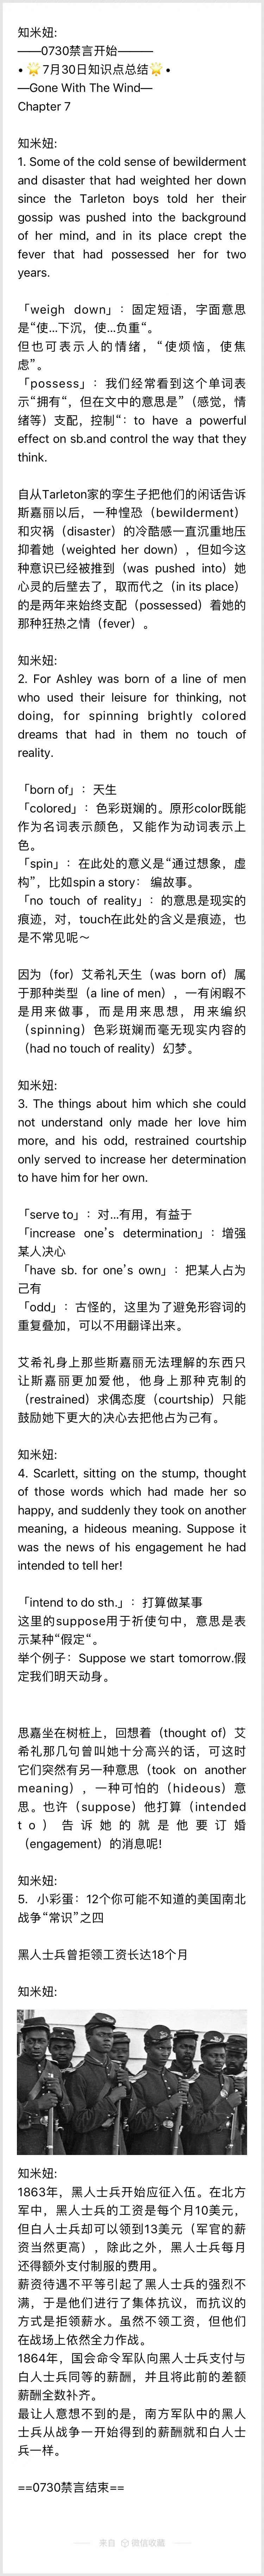 知米妞:
——0730禁言开始———
• 🌟7月30日知识点总结🌟 •
—Gone With The Wind—
Chapter 7
知米妞:
1. Some of the cold sense of bewilderment
and disaster that had weighted her down
since the Tarleton boys told her their
gossip was pushed into the background
of her mind, and in its place crept the
fever that had possessed her for two
years.
「weigh down」：固定短语，字面意思
是“使...下沉，使...负重“。
但也可表示人的情绪，“使烦恼，使焦
虑”。
「possess」：我们经常看到这个单词表
示“拥有“，但在文中的意思是”（感觉，情
绪等）支配，控制“：to have a powerful
effect on sb.and control the way that they
think.
自从Tarleton家的孪生子把他们的闲话告诉
斯嘉丽以后，一种惶恐（bewilderment）
和灾祸（disaster）的冷酷感一直沉重地压
抑着她（weighted her down），但如今这
种意识已经被推到（was pushed into）她
心灵的后壁去了，取而代之（in its place）
的是两年来始终支配（possessed）着她的
那种狂热之情（fever）。
知米妞:
2. For Ashley was born of a line of men
who used their leisure for thinking, not
doing, for spinning brightly colored
dreams that had in them no touch of
reality.
「born of」：天生
「colored」：色彩斑斓的。原形color既能
作为名词表示颜色，又能作为动词表示上
色。
「spin」：在此处的意义是“通过想象，虚
构”，比如spin a story： 编故事。
「no touch of reality」：的意思是现实的
痕迹，对，touch在此处的含义是痕迹，也
是不常见呢～
因为（for）艾希礼天生（was born of）属
于那种类型（a line of men），一有闲暇不
是用来做事，而是用来思想，用来编织
（spinning）色彩斑斓而毫无现实内容的
（had no touch of reality）幻梦。
知米妞:
3. The things about him which she could
not understand only made her love him
more, and his odd, restrained courtship
only served to increase her determination
to have him for her own.
「serve to」：对...有用，有益于
「increase one’s determination」：增强
某人决心
「have sb. for one’s own」：把某人占为
己有
「odd」：古怪的，这里为了避免形容词的
重复叠加，可以不用翻译出来。
艾希礼身上那些斯嘉丽无法理解的东西只
让斯嘉丽更加爱他，他身上那种克制的
（restrained）求偶态度（courtship）只能
鼓励她下更大的决心去把他占为己有。
知米妞:
4. Scarlett, sitting on the stump, thought
of those words which had made her so
happy, and suddenly they took on another
meaning, a hideous meaning. Suppose it
was the news of his engagement he had
intended to tell her!
「intend to do sth.」：打算做某事
这里的suppose用于祈使句中，意思是表
示某种“假定“。
举个例子：Suppose we start tomorrow.假
定我们明天动身。
思嘉坐在树桩上，回想着（thought of）艾
希礼那几句曾叫她十分高兴的话，可这时
它们突然有另一种意思（took on another
meaning），一种可怕的（hideous）意
思。也许（suppose）他打算（intended
to）告诉她的就是他要订婚
（engagement）的消息呢!
知米妞:
5. 小彩蛋：12个你可能不知道的美国南北
战争“常识”之四
黑人士兵曾拒领工资长达18个月
知米妞:
知米妞:
1863年，黑人士兵开始应征入伍。在北方
军中，黑人士兵的工资是每个月10美元，
但白人士兵却可以领到13美元（军官的薪
资当然更高），除此之外，黑人士兵每月
还得额外支付制服的费用。
薪资待遇不平等引起了黑人士兵的强烈不
满，于是他们进行了集体抗议，而抗议的
方式是拒领薪水。虽然不领工资，但他们
在战场上依然全力作战。
1864年，国会命令军队向黑人士兵支付与
白人士兵同等的薪酬，并且将此前的差额
薪酬全数补齐。
最让人意想不到的是，南方军队中的黑人
士兵从战争一开始得到的薪酬就和白人士
兵一样。
==0730禁言结束==
来自 微信收藏